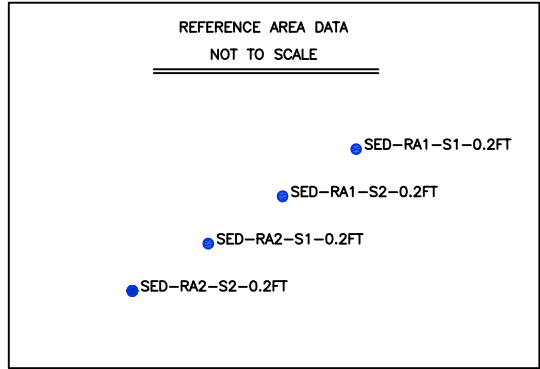 REFERENCE AREA DATA
NOT TO SCALE
SED-RA1-S1-0.2FT
SED-RA1-S2-0.2FT
SED-RA2-S1-0.2FT
SED-RA2-S2-0.2FT